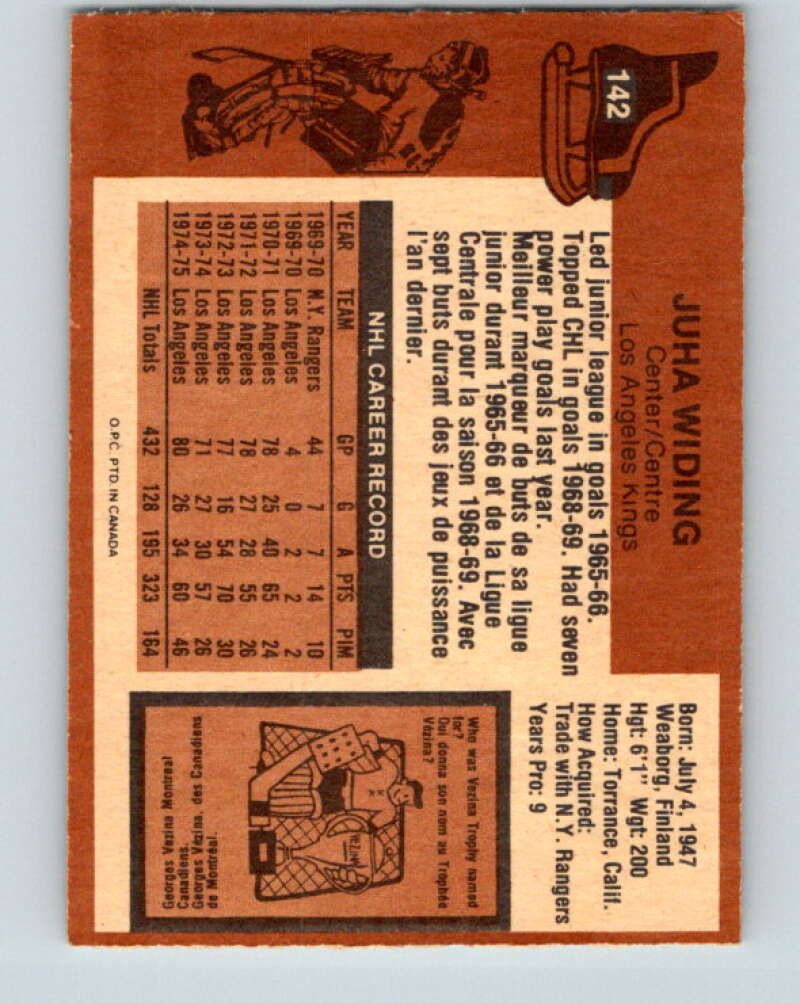 142
JUHA WIDING
Center/Centre
Los Angeles Kings
Led junior league in goals 1965-66.
Topped CHL in goals 1968-69. Had seven
power play goals last year.
Meilleur marqueur de buts de sa ligue
junior durant 1965-66 et de la Ligue
Centrale pour la saison 1968-69. Avec
sept buts durant des jeux de puissance
l'an dernier.
NHL CAREER RECORD
YEAR TEAM GP G A PTS PIM
1969-70 N.Y. Rangers 44 7 7 14 10
1969-70 Los Angeles 4 0 2 2 2
1970-71 Los Angeles 78 25 40 65 24
1971-72 Los Angeles 78 27 28 55 26
1972-73 Los Angeles 77 16 54 70 30
1973-74 Los Angeles 71 27 30 57 26
1974-75 Los Angeles 80 26 34 60 46
NHL Totals 432 128 195 323 164
O.P.C. PTD. IN CANADA
Born: July 4, 1947
Weaborg, Finland
Hgt: 6'1" Wgt: 200
Home: Torrance, Calif.
How Acquired:
Trade with N.Y. Rangers
Years Pro: 9
Who was Vezina Trophy named
for?
Qui donna son nom au Trophée
Vézina?
VEZINA
Georges Vezina Montreal
Canadiens
Georges Vézina des Canadiens
de Montréal.